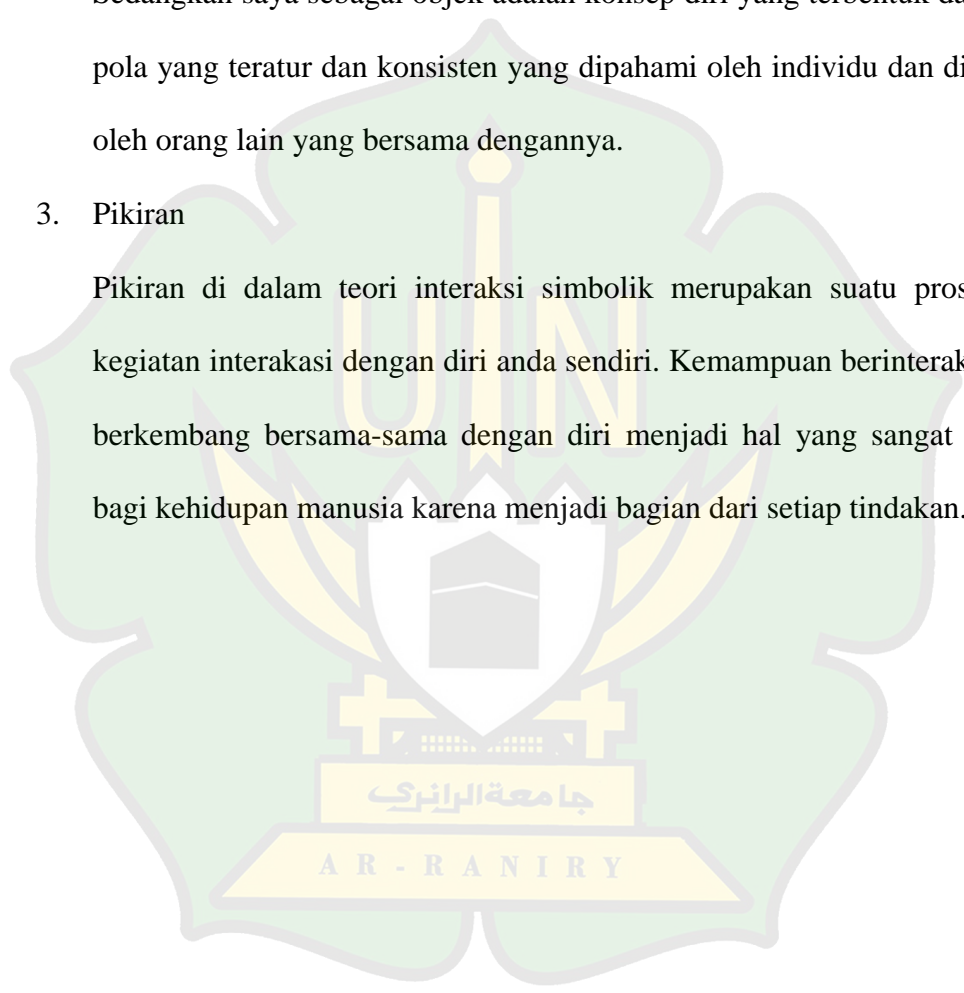 Sedangkan saya sebagai objek adalah konsep diri yang terbentuk
pola yang teratur dan konsisten yang dipahami oleh individu dan
oleh orang lain yang bersama dengannya.
3. Pikiran
Pikiran di dalam teori interaksi simbolik merupakan suatu
kegiatan interakasi dengan diri anda sendiri. Kemampuan
berkembang bersama-sama dengan diri menjadi hal yang sangat
bagi kehidupan manusia karena menjadi bagian dari setiap tindakan.
UIN
جامعة الرانري
AR-RANIRY